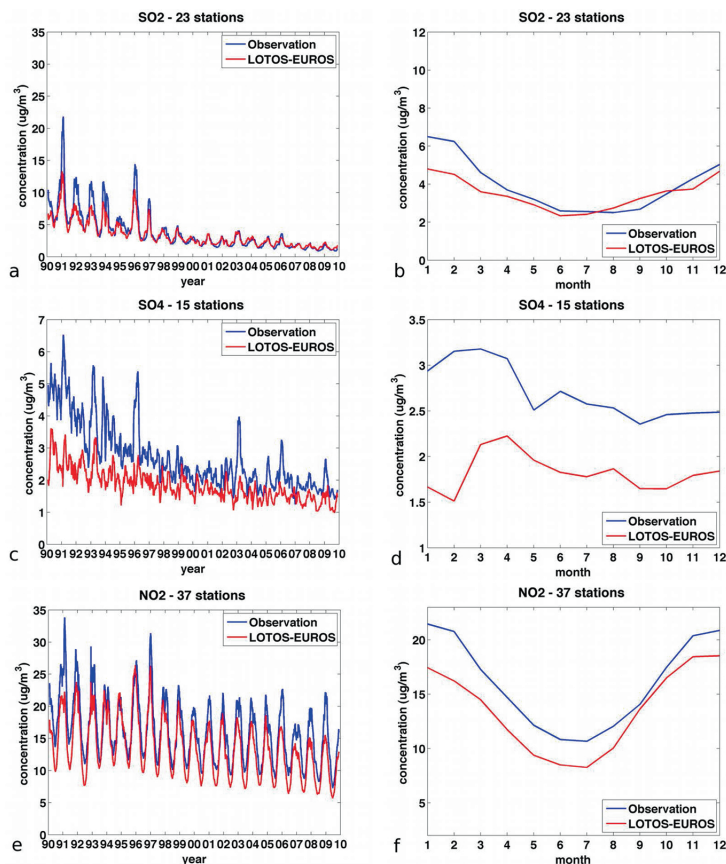 SO2 - 23 stations
concentration (ug/m³)
35
30
25
20
15
10
5
0
Observation
LOTOS-EUROS
90 91 92 93 94 95 96 97 98 99 00 01 02 03 04 05 06 07 08 09 10
year
a
SO2 - 23 stations
concentration (ug/m³)
12
10
8
6
4
2
0
Observation
LOTOS-EUROS
1 2 3 4 5 6 7 8 9 10 11 12
month
b
SO4 - 15 stations
concentration (ug/m³)
7
6
5
4
3
2
1
0
Observation
LOTOS-EUROS
90 91 92 93 94 95 96 97 98 99 00 01 02 03 04 05 06 07 08 09 10
year
c
SO4 - 15 stations
concentration (ug/m³)
3.5
3
2.5
2
1.5
1
Observation
LOTOS-EUROS
1 2 3 4 5 6 7 8 9 10 11 12
month
d
NO2 - 37 stations
concentration (ug/m³)
35
30
25
20
15
10
5
0
Observation
LOTOS-EUROS
90 91 92 93 94 95 96 97 98 99 00 01 02 03 04 05 06 07 08 09 10
year
e
NO2 - 37 stations
concentration (ug/m³)
20
15
10
5
Observation
LOTOS-EUROS
1 2 3 4 5 6 7 8 9 10 11 12
month
f